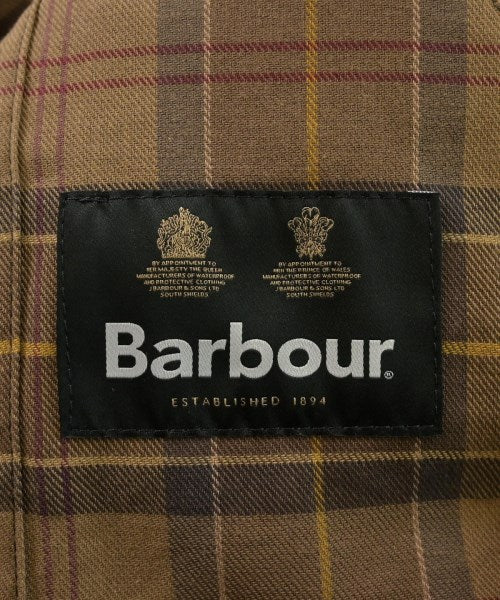 BY APPOINTMENT TO
HER MAJESTY THE QUEEN
MANUFACTURERS OF WATERPROOF
AND PROTECTIVE CLOTHING
J BARBOUR & SONS LTD
SOUTH SHIELDS
BY APPOINTMENT TO
HRH THE PRINCE OF WALES
MANUFACTURERS OF WATERPROOF
AND PROTECTIVE CLOTHING
J BARBOUR & SONS LTD
SOUTH SHIELDS
Barbour®
ESTABLISHED 1894